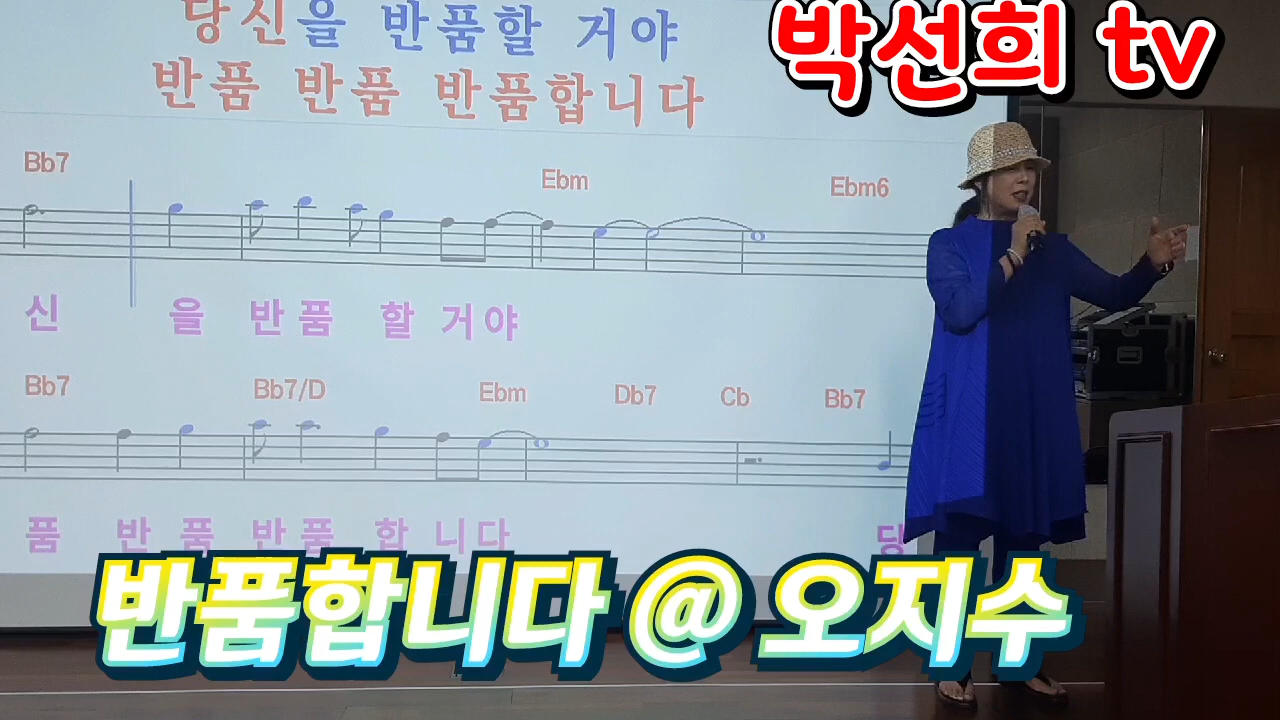 당신을 반품할 거야
박선희 tv
반품 반품 반품합니다
Bb7 Ebm Ebm6
신 을 반 품 할 거 야
Bb7 Bb7/D Ebm Db7 Cb Bb7
품 반 품 반 품 합 니 다 당
반품합니다 @ 오지수